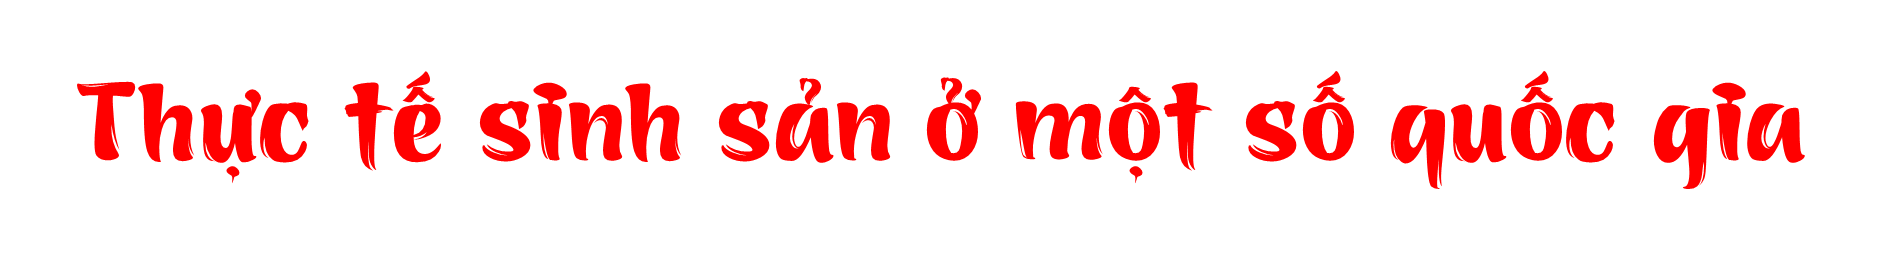 Thực tế sinh sản ở một số quốc gia